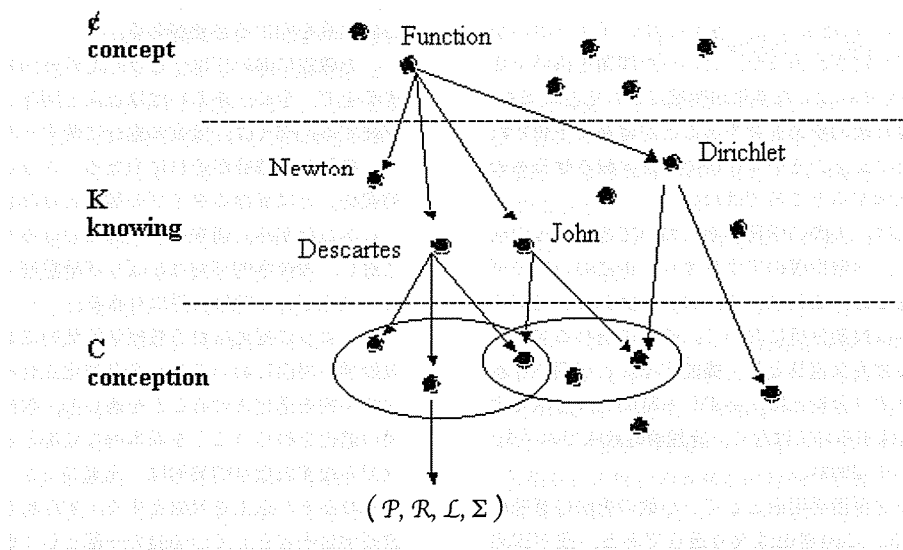 ¢
concept
Function
Newton
Dirichlet
K
knowing
Descartes
John
C
conception
( P, R, L, Σ )